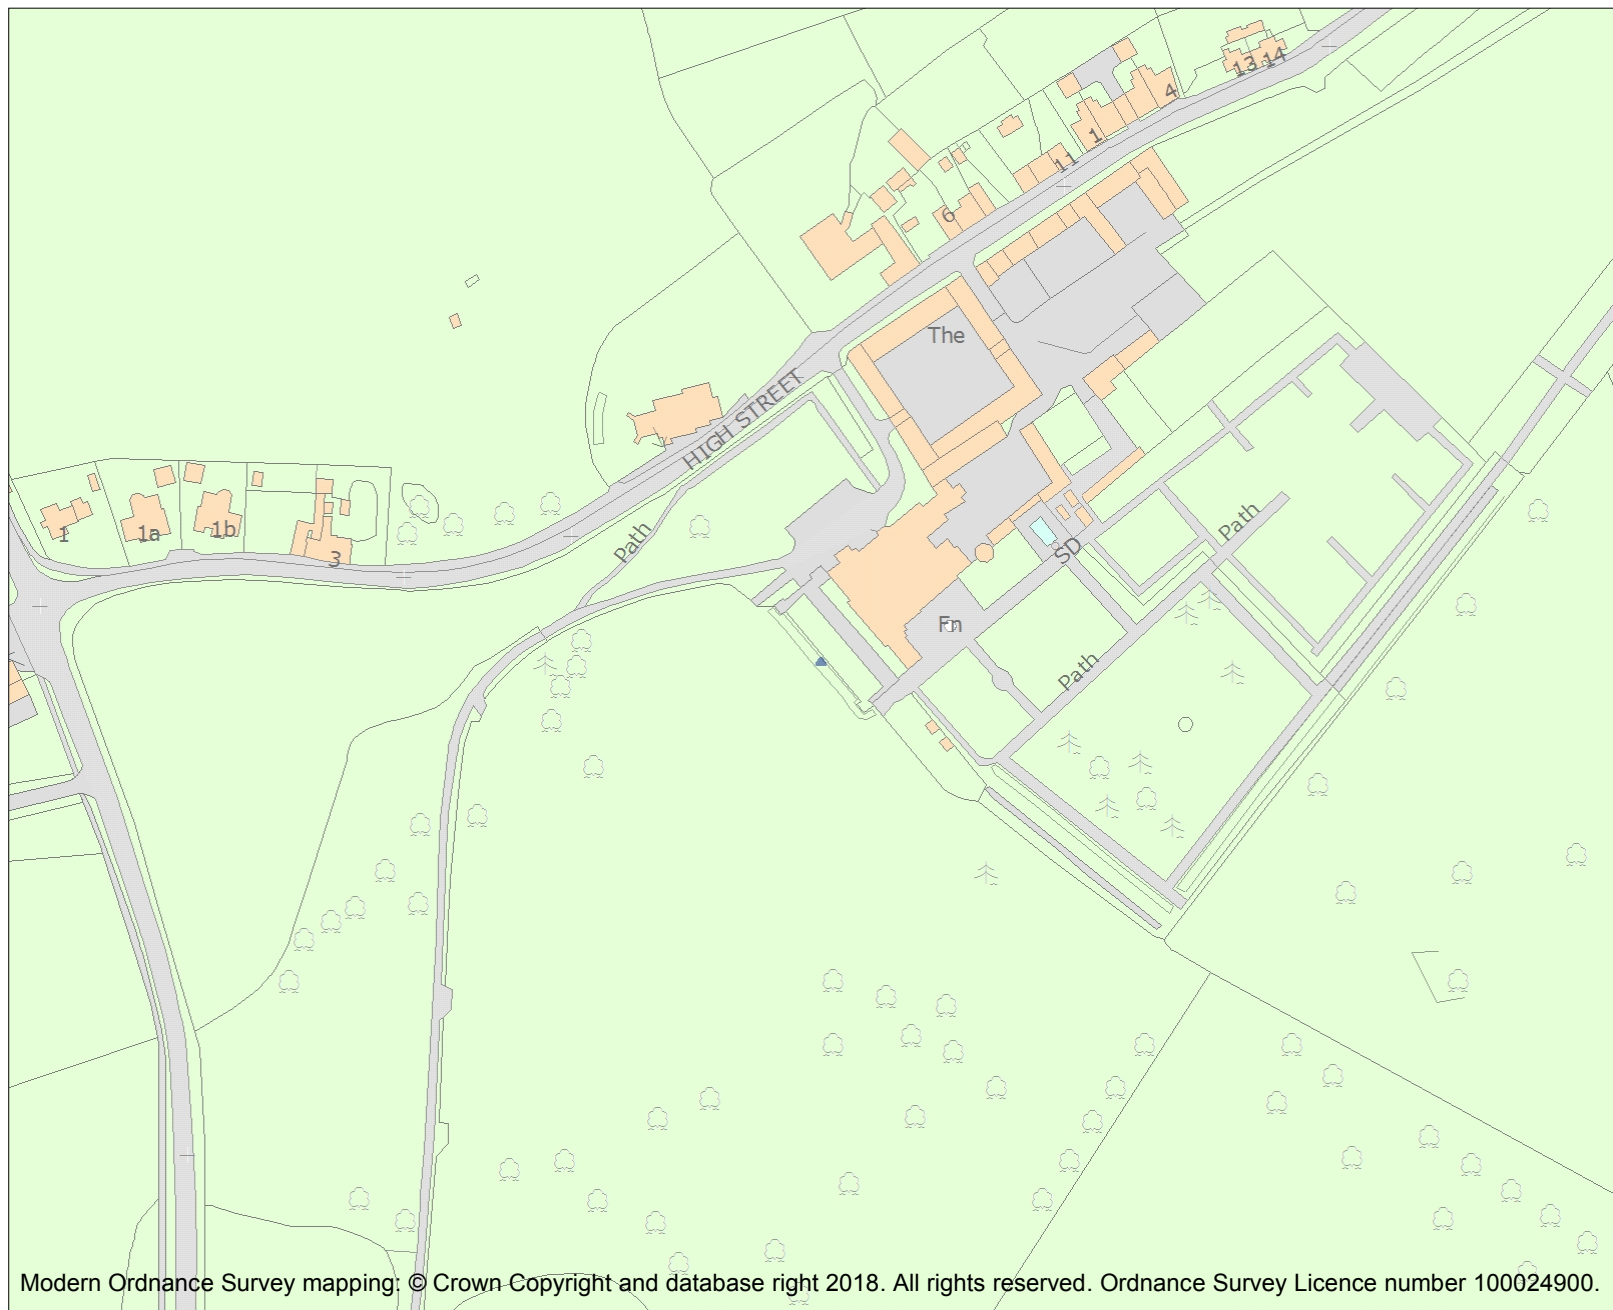 13 14
4
1
11
6
The
HIGH STREET
1
1a
1b
3
Path
Path
SD
Fn
Path
Modern Ordnance Survey mapping: © Crown Copyright and database right 2018. All rights reserved. Ordnance Survey Licence number 100024900.